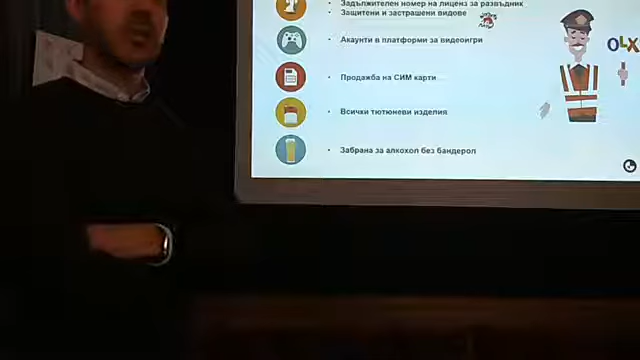 Задължителен номер на лиценз за развъдник
Защитени и застрашени видове
Акаунти в платформи за видеоигри
OLX
Продажба на СИМ карти
Всички тютюневи изделия
Забрана за алкохол без бандерол